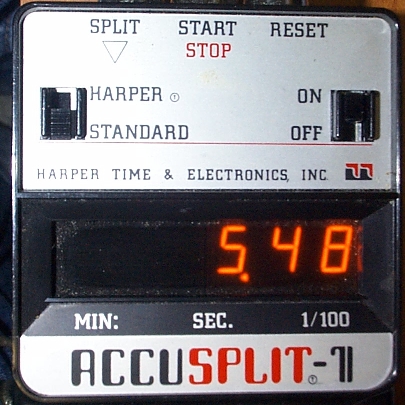 SPLIT START RESET
STOP
HARPER ON
STANDARD OFF
HARPER TIME & ELECTRONICS, INC.
5.48
MIN: SEC. 1/100
ACCUSPLIT-1